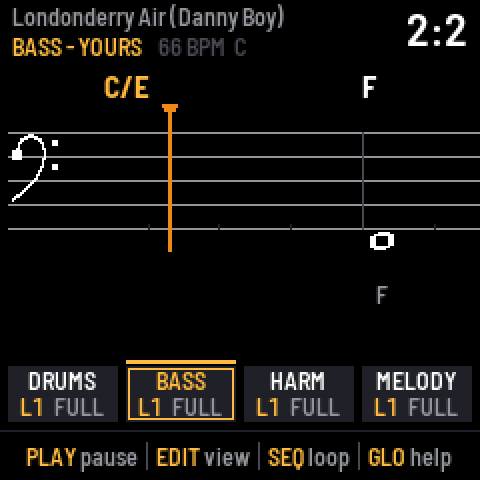 Londonderry Air (Danny Boy)
BASS - YOURS 66 BPM C
2:2
C/E F
F
DRUMS BASS HARM MELODY
L1 FULL L1 FULL L1 FULL L1 FULL
PLAY pause EDIT view SEQ loop GLO help